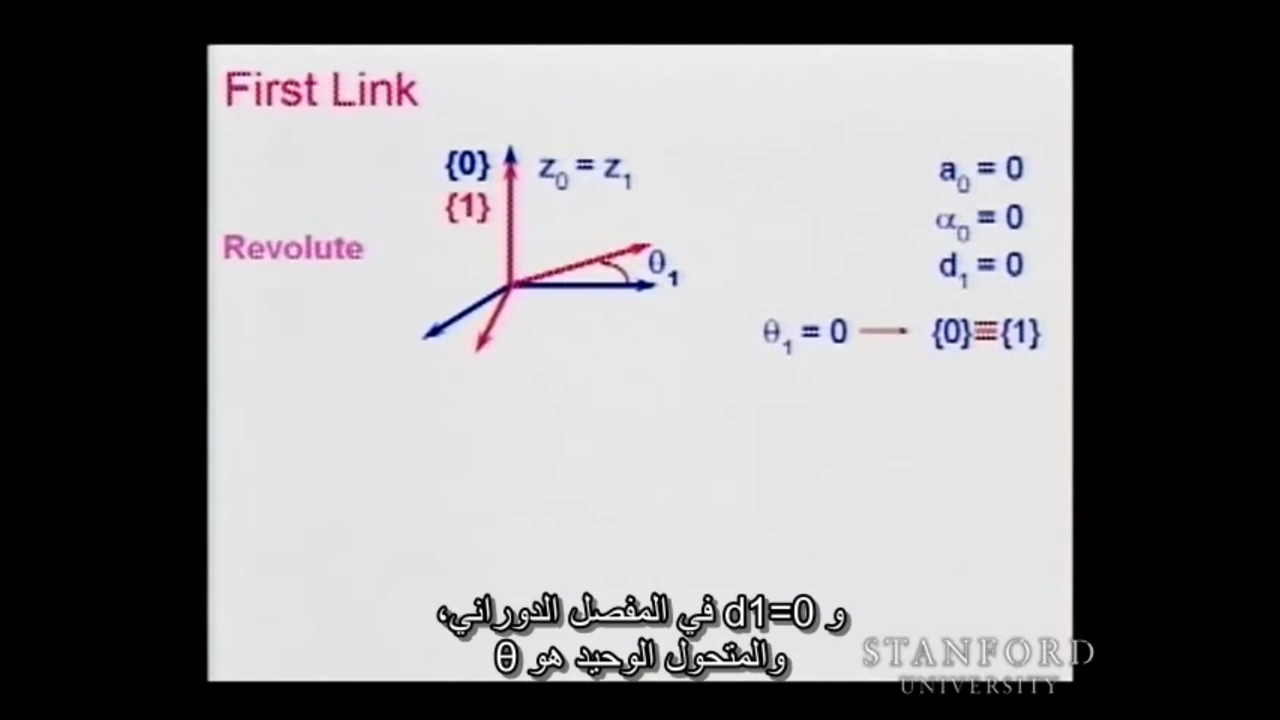 First Link
{0} z₀ = z₁
{1}
a₀ = 0
α₀ = 0
d₁ = 0
Revolute
θ₁
θ₁ = 0 → {0}≡{1}
و d1=0 في المفصل الدوراني،
والمتحول الوحيد هو θ
STANFORD
UNIVERSITY